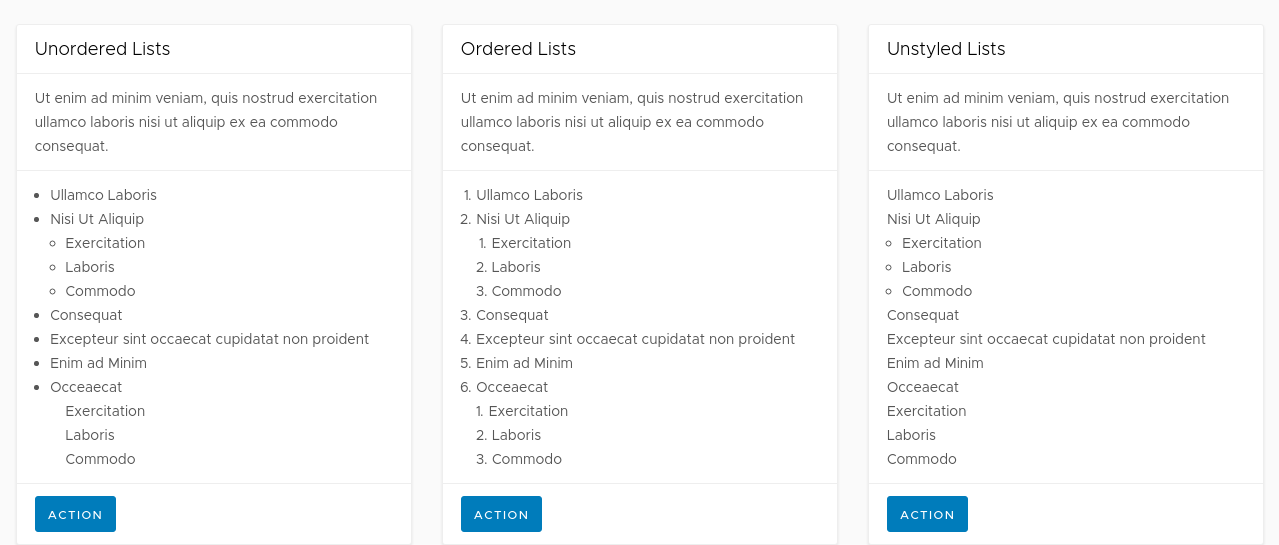 Unordered Lists
Ut enim ad minim veniam, quis nostrud exercitation
ullamco laboris nisi ut aliquip ex ea commodo
consequat.
• Ullamco Laboris
• Nisi Ut Aliquip
◦ Exercitation
◦ Laboris
◦ Commodo
• Consequat
• Excepteur sint occaecat cupidatat non proident
• Enim ad Minim
• Occeaecat
Exercitation
Laboris
Commodo
ACTION
Ordered Lists
Ut enim ad minim veniam, quis nostrud exercitation
ullamco laboris nisi ut aliquip ex ea commodo
consequat.
1. Ullamco Laboris
2. Nisi Ut Aliquip
1. Exercitation
2. Laboris
3. Commodo
3. Consequat
4. Excepteur sint occaecat cupidatat non proident
5. Enim ad Minim
6. Occeaecat
1. Exercitation
2. Laboris
3. Commodo
ACTION
Unstyled Lists
Ut enim ad minim veniam, quis nostrud exercitation
ullamco laboris nisi ut aliquip ex ea commodo
consequat.
Ullamco Laboris
Nisi Ut Aliquip
◦ Exercitation
◦ Laboris
◦ Commodo
Consequat
Excepteur sint occaecat cupidatat non proident
Enim ad Minim
Occeaecat
Exercitation
Laboris
Commodo
ACTION